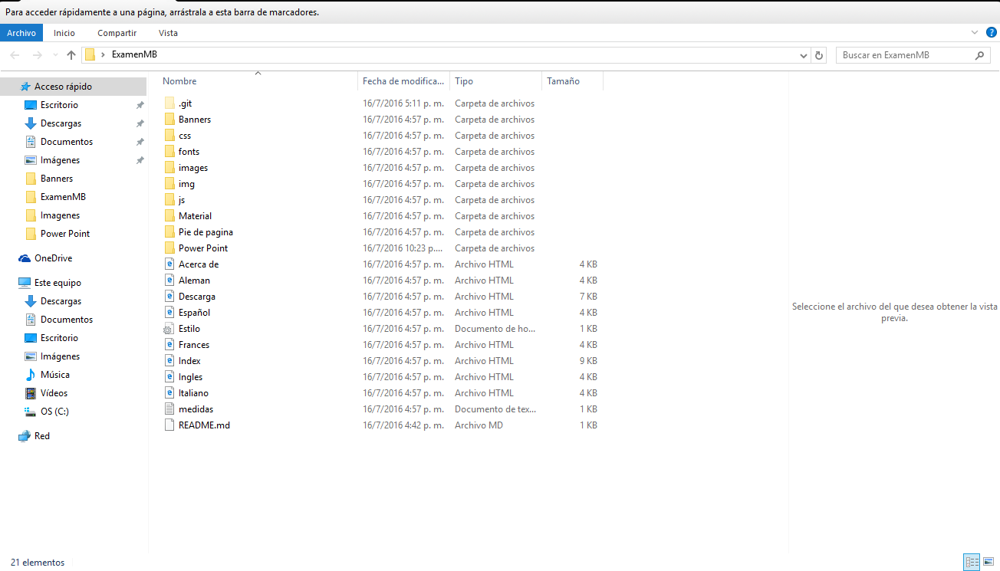 Para acceder rápidamente a una página, arrástrala a esta barra de marcadores.
Archivo Inicio Compartir Vista
ExamenMB Buscar en ExamenMB
Acceso rápido
Escritorio
Descargas
Documentos
Imágenes
Banners
ExamenMB
Imagenes
Power Point
OneDrive
Este equipo
Descargas
Documentos
Escritorio
Imágenes
Música
Vídeos
OS (C:)
Red
Nombre Fecha de modifica... Tipo Tamaño
.git 16/7/2016 5:11 p. m. Carpeta de archivos
Banners 16/7/2016 4:57 p. m. Carpeta de archivos
css 16/7/2016 4:57 p. m. Carpeta de archivos
fonts 16/7/2016 4:57 p. m. Carpeta de archivos
images 16/7/2016 4:57 p. m. Carpeta de archivos
img 16/7/2016 4:57 p. m. Carpeta de archivos
js 16/7/2016 4:57 p. m. Carpeta de archivos
Material 16/7/2016 4:57 p. m. Carpeta de archivos
Pie de pagina 16/7/2016 4:57 p. m. Carpeta de archivos
Power Point 16/7/2016 10:23 p.... Carpeta de archivos
Acerca de 16/7/2016 4:57 p. m. Archivo HTML 4 KB
Aleman 16/7/2016 4:57 p. m. Archivo HTML 4 KB
Descarga 16/7/2016 4:57 p. m. Archivo HTML 7 KB
Español 16/7/2016 4:57 p. m. Archivo HTML 4 KB
Estilo 16/7/2016 4:57 p. m. Documento de ho... 1 KB
Frances 16/7/2016 4:57 p. m. Archivo HTML 4 KB
Index 16/7/2016 4:57 p. m. Archivo HTML 9 KB
Ingles 16/7/2016 4:57 p. m. Archivo HTML 4 KB
Italiano 16/7/2016 4:57 p. m. Archivo HTML 4 KB
medidas 16/7/2016 4:57 p. m. Documento de tex... 1 KB
README.md 16/7/2016 4:42 p. m. Archivo MD 1 KB
Seleccione el archivo del que desea obtener la vista
previa.
21 elementos